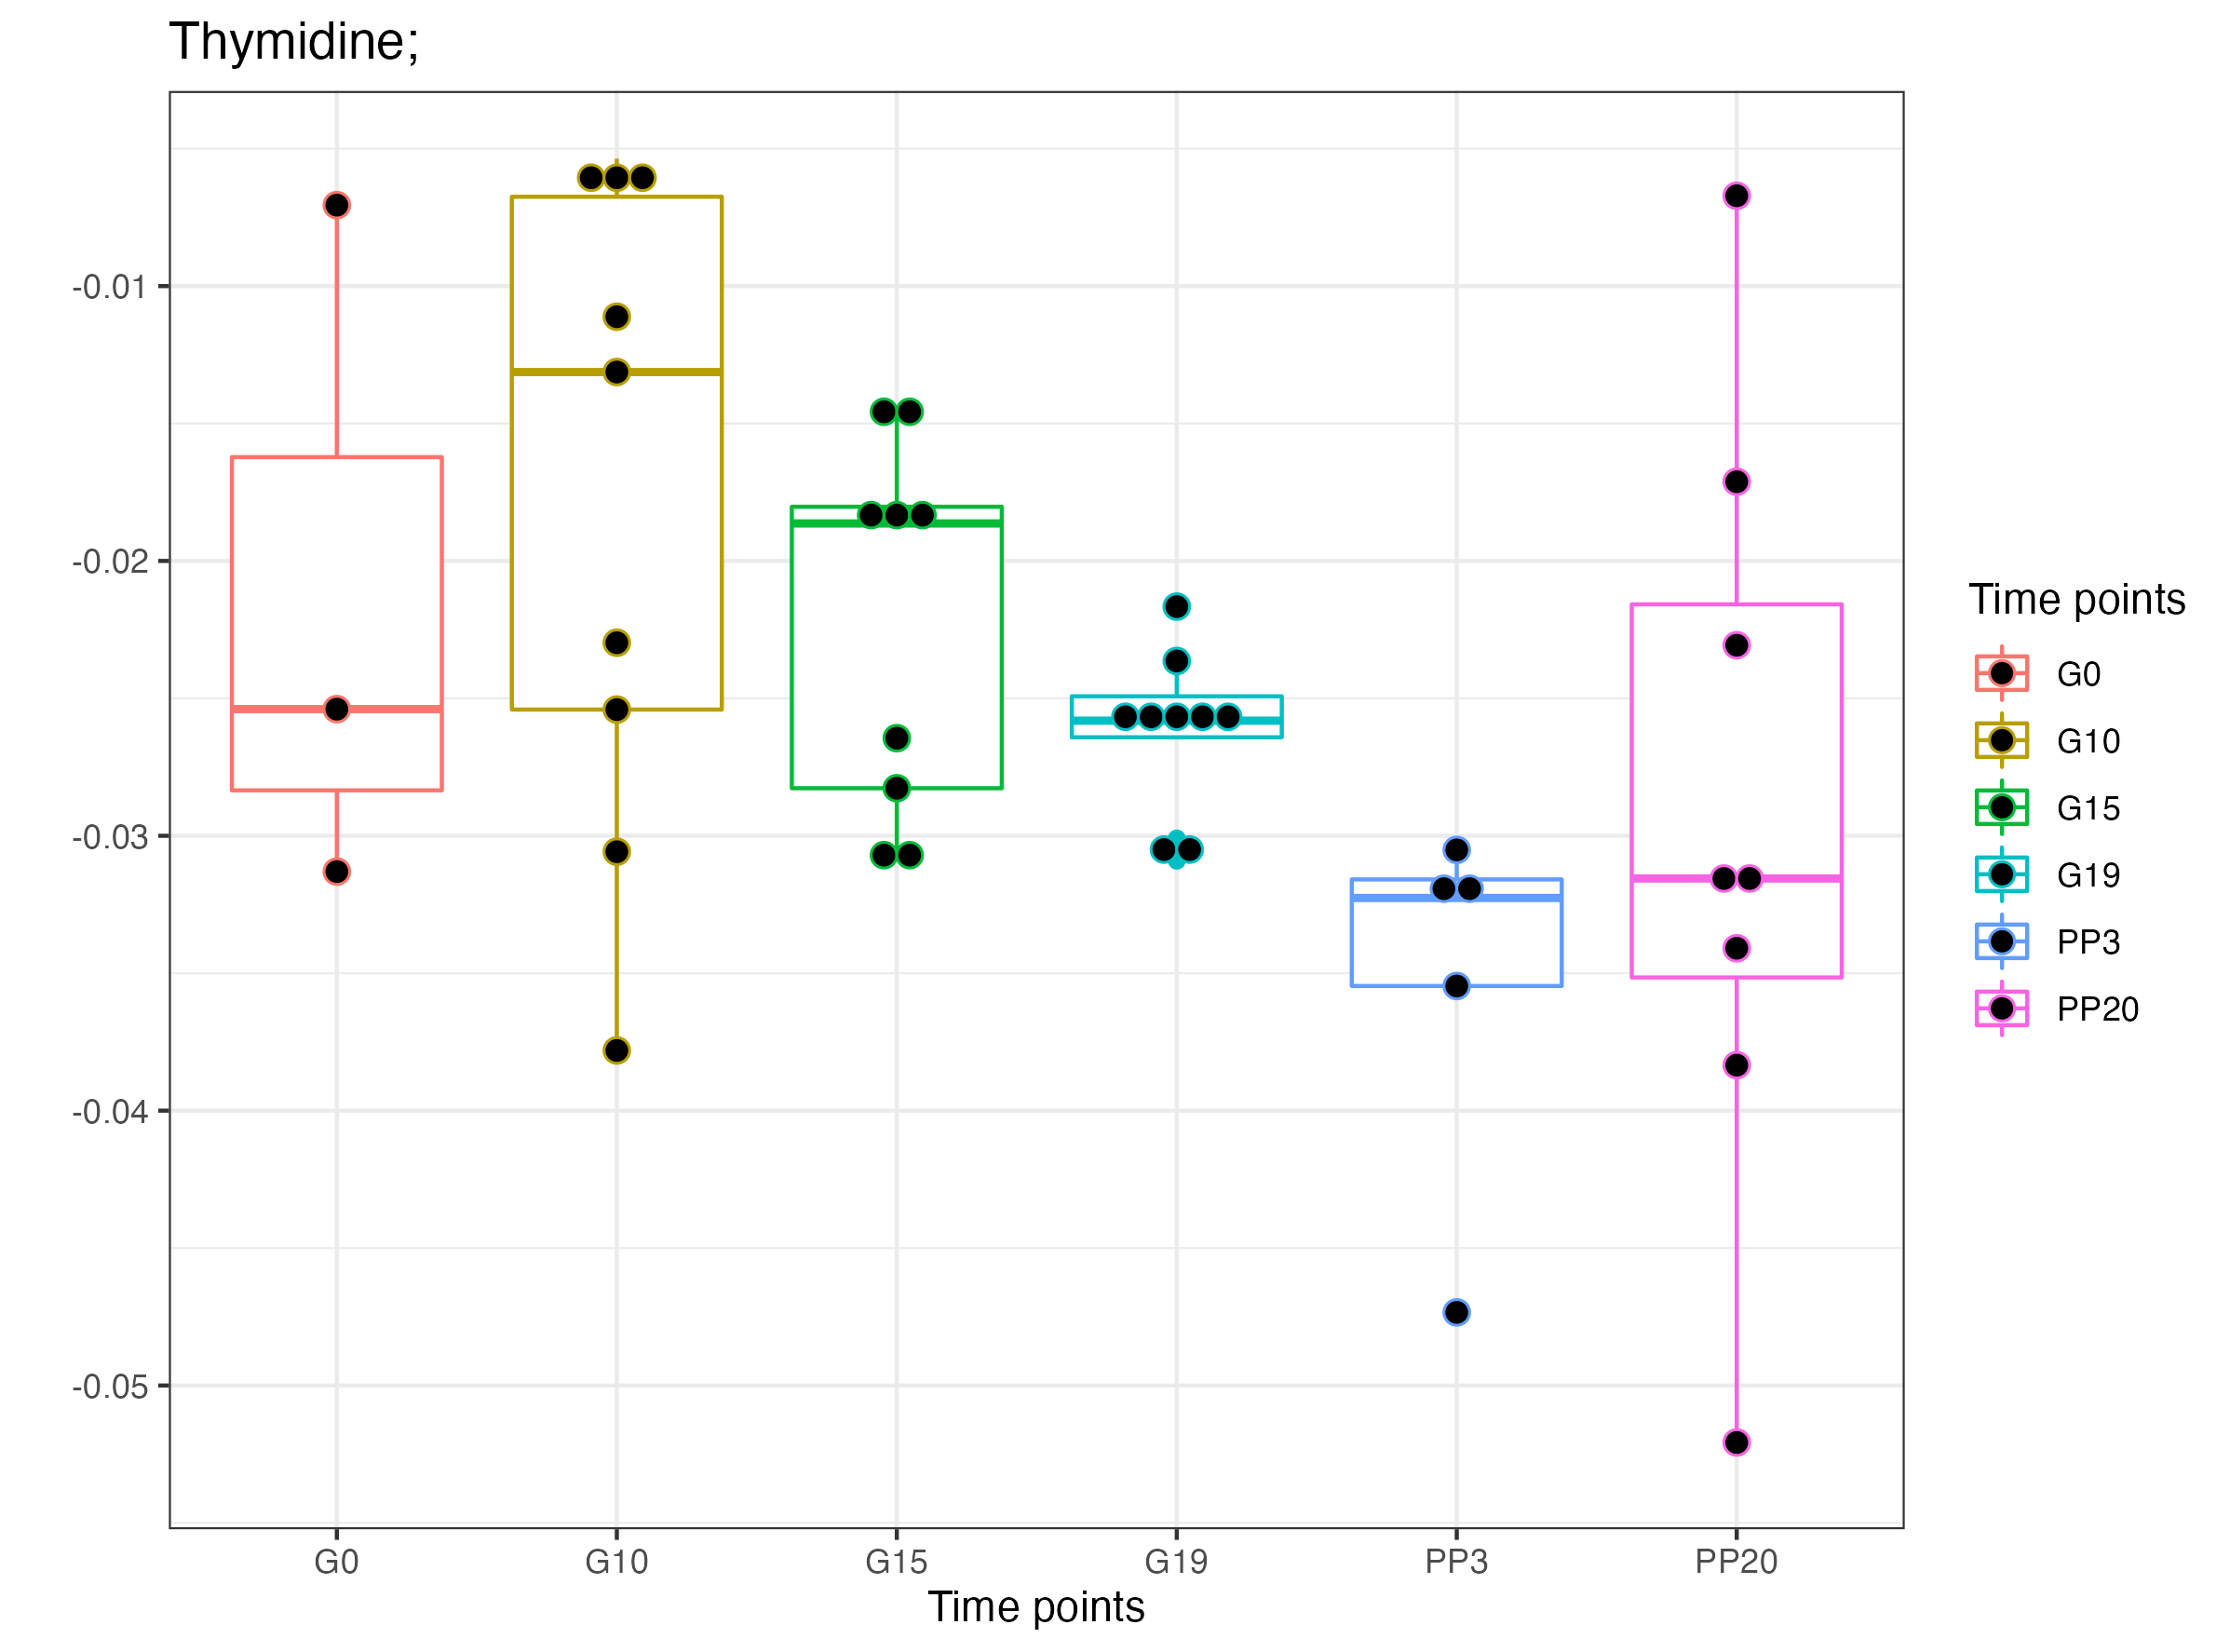 Thymidine;
-0.01
-0.02
-0.03
-0.04
-0.05
G0 G10 G15 G19 PP3 PP20
Time points
Time points
G0
G10
G15
G19
PP3
PP20